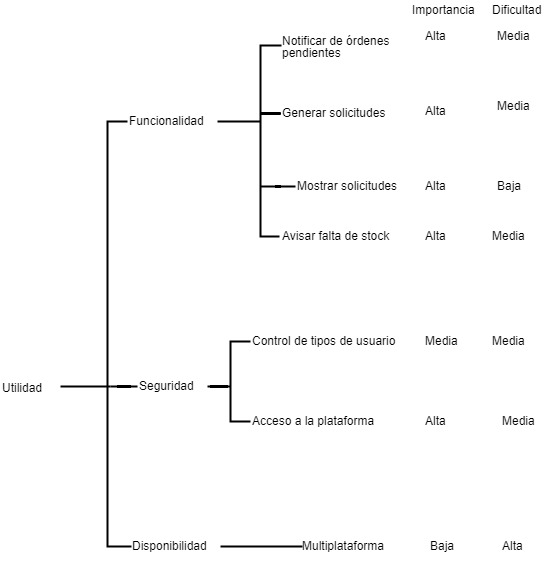 Importancia Dificultad
Notificar de órdenes
pendientes
Alta Media
Funcionalidad
Generar solicitudes Alta Media
Mostrar solicitudes Alta Baja
Avisar falta de stock Alta Media
Control de tipos de usuario Media Media
Utilidad
Seguridad
Acceso a la plataforma Alta Media
Disponibilidad Multiplataforma Baja Alta